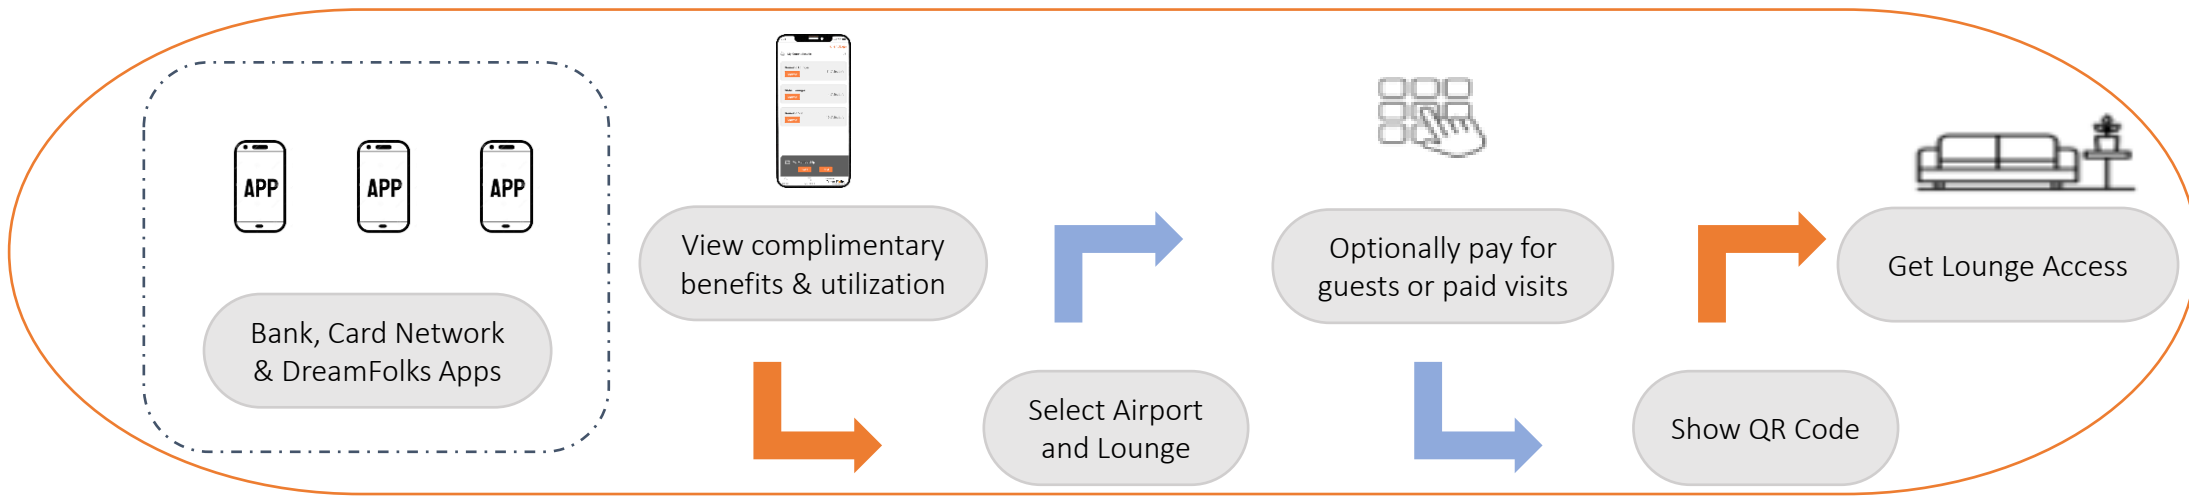 APP
APP
APP
Bank, Card Network
& DreamFolks Apps
View complimentary
benefits & utilization
Select Airport
and Lounge
Optionally pay for
guests or paid visits
Show QR Code
Get Lounge Access